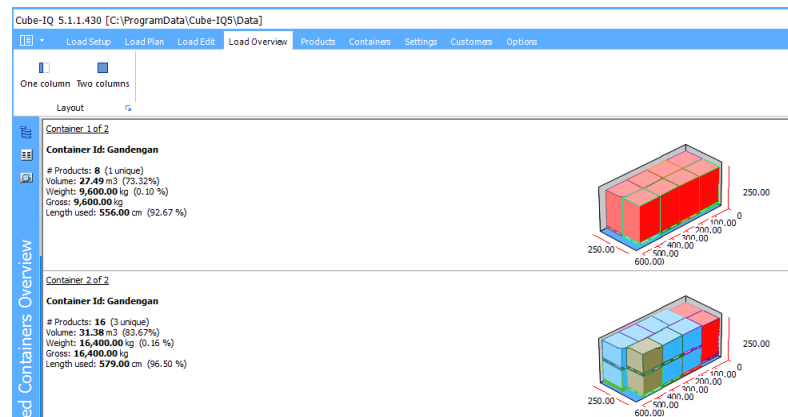 Cube-IQ 5.1.1.430 [C:\ProgramData\Cube-IQ5\Data]
Load Setup Load Plan Load Edit Load Overview Products Containers Settings Customers Options
One column Two columns
Layout
Container 1 of 2
Container Id: Gandengan
# Products: 8 (1 unique)
Volume: 27.49 m3 (73.32%)
Weight: 9,600.00 kg (0.10 %)
Gross: 9,600.00 kg
Length used: 556.00 cm (92.67 %)
250.00
0
100,00
200,00
300,00
400,00
500,00
600.00)
250.00
Container 2 of 2
Container Id: Gandengan
# Products: 16 (3 unique)
Volume: 31.38 m3 (83.67%)
Weight: 16,400.00 kg (0.16 %)
Gross: 16,400.00 kg
Length used: 579.00 cm (96.50 %)
250.00
0
100,00
200,00
300,00
400,00
500,00
600.00)
250.00
ed Containers Overview